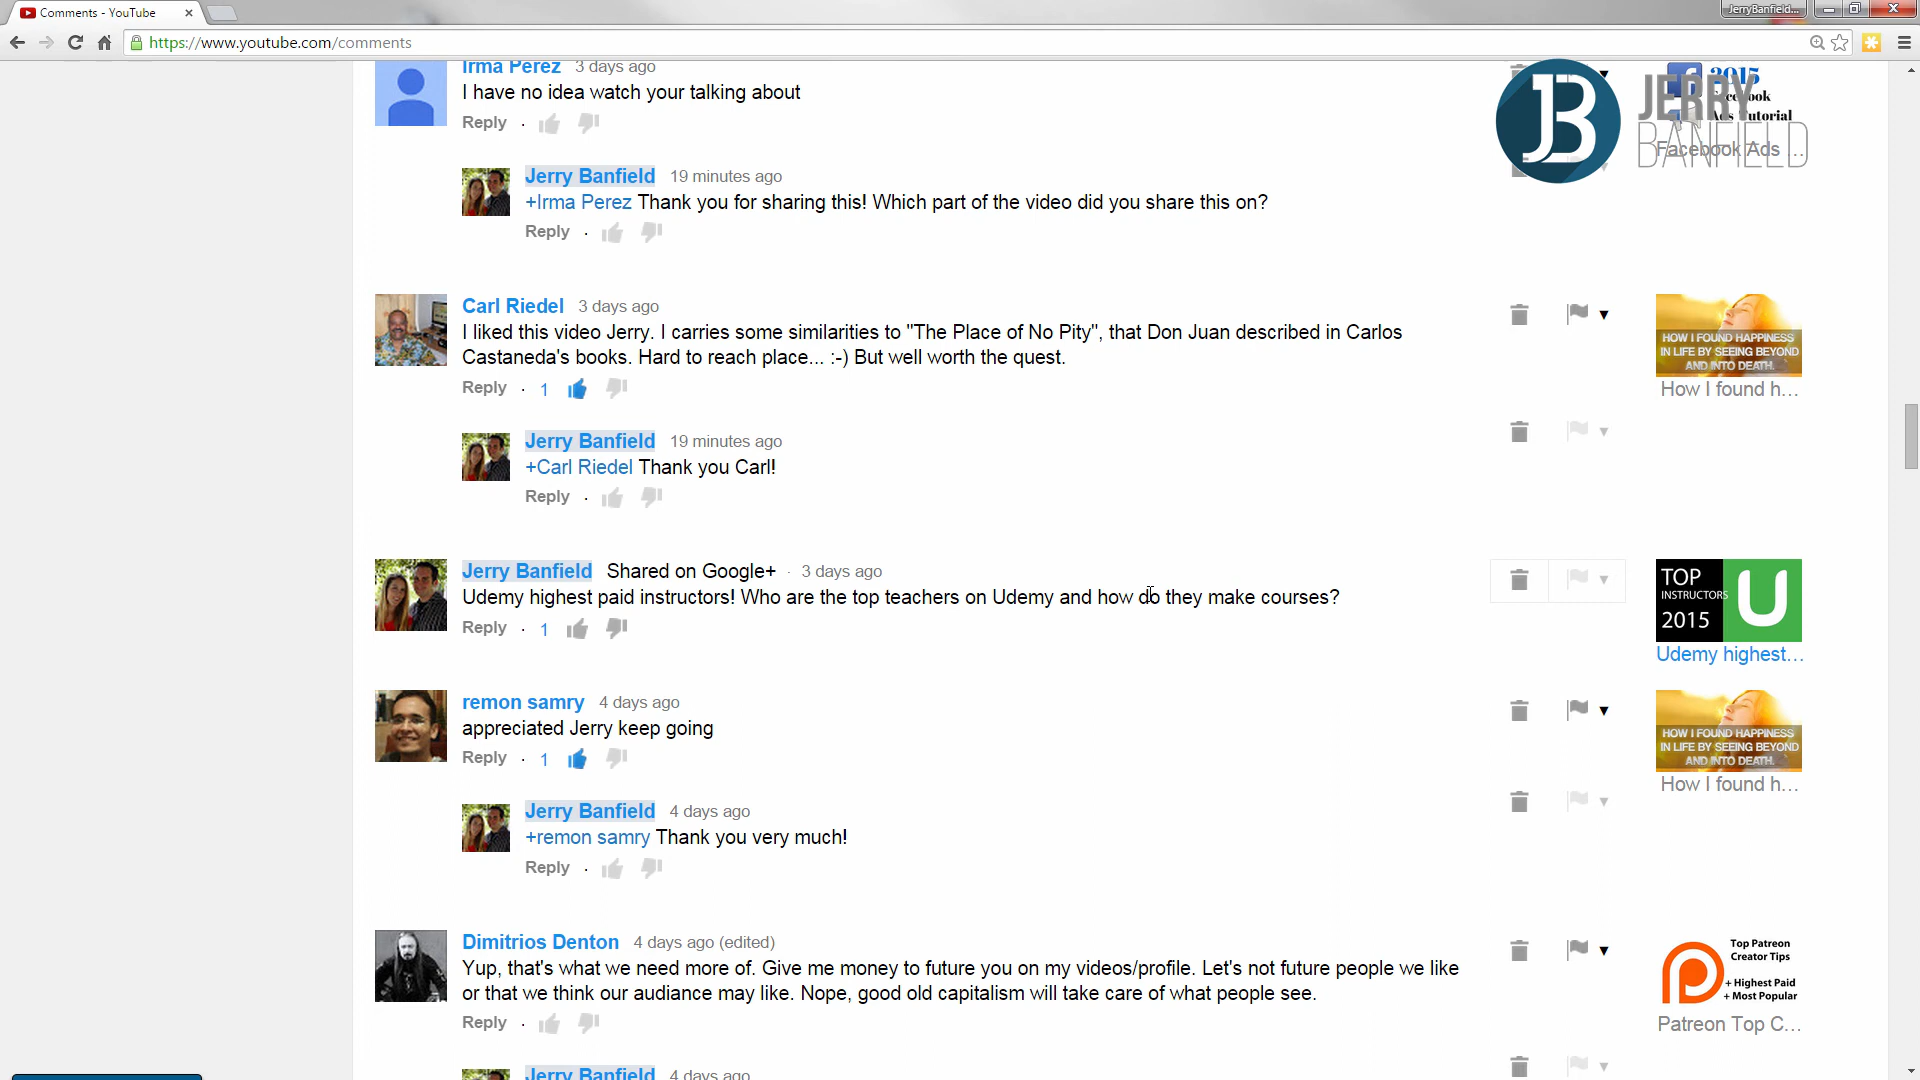 Comments - YouTube
JerryBanfield...
https://www.youtube.com/comments
Irma Perez 3 days ago
I have no idea watch your talking about
Reply .
2015
Facebook
Ads Tutorial
Facebook Ads ...
JERRY
BANFIELD
Jerry Banfield 19 minutes ago
+Irma Perez Thank you for sharing this! Which part of the video did you share this on?
Reply .
Carl Riedel 3 days ago
I liked this video Jerry. I carries some similarities to "The Place of No Pity", that Don Juan described in Carlos
Castaneda's books. Hard to reach place... :-) But well worth the quest.
Reply . 1
HOW I FOUND HAPPINESS
IN LIFE BY SEEING BEYOND
AND INTO DEATH.
How I found h...
Jerry Banfield 19 minutes ago
+Carl Riedel Thank you Carl!
Reply .
Jerry Banfield Shared on Google+ · 3 days ago
Udemy highest paid instructors! Who are the top teachers on Udemy and how do they make courses?
Reply . 1
TOP
INSTRUCTORS
2015
U
Udemy highest...
remon samry 4 days ago
appreciated Jerry keep going
Reply . 1
HOW I FOUND HAPPINESS
IN LIFE BY SEEING BEYOND
AND INTO DEATH.
How I found h...
Jerry Banfield 4 days ago
+remon samry Thank you very much!
Reply .
Dimitrios Denton 4 days ago (edited)
Yup, that's what we need more of. Give me money to future you on my videos/profile. Let's not future people we like
or that we think our audiance may like. Nope, good old capitalism will take care of what people see.
Reply .
Top Patreon
Creator Tips
+ Highest Paid
+ Most Popular
Patreon Top C...
Jerry Banfield 4 days ago